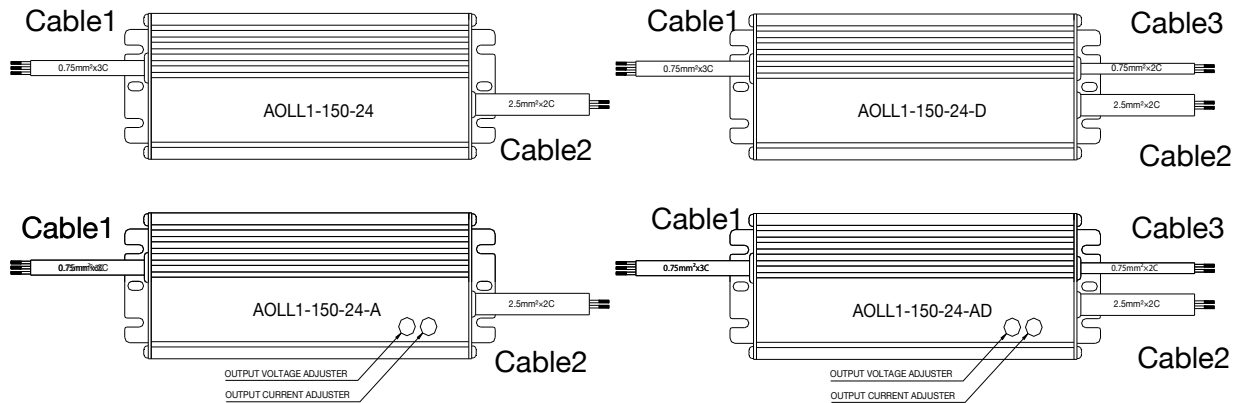 Cable1
0.75mm²x3C
AOLL1-150-24
2.5mm²×2C
Cable2
Cable1
0.75mm²x3C
AOLL1-150-24-D
Cable3
0.75mm²×2C
2.5mm²×2C
Cable2
Cable1
0.75mm²x3C
AOLL1-150-24-A
2.5mm²×2C
Cable2
OUTPUT VOLTAGE ADJUSTER
OUTPUT CURRENT ADJUSTER
Cable1
0.75mm²x3C
AOLL1-150-24-AD
Cable3
0.75mm²x2C
2.5mm²×2C
Cable2
OUTPUT VOLTAGE ADJUSTER
OUTPUT CURRENT ADJUSTER